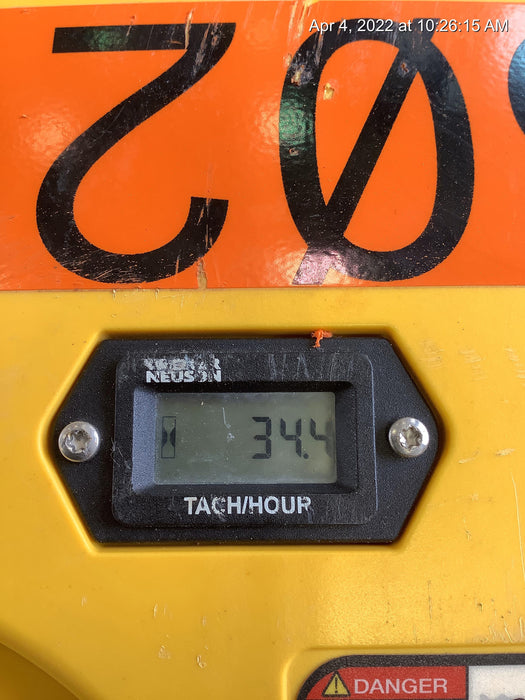 Apr 4, 2022 at 10:26:15 AM
Ø2
WACKER
NEUSON
34.4
TACH/HOUR
DANGER